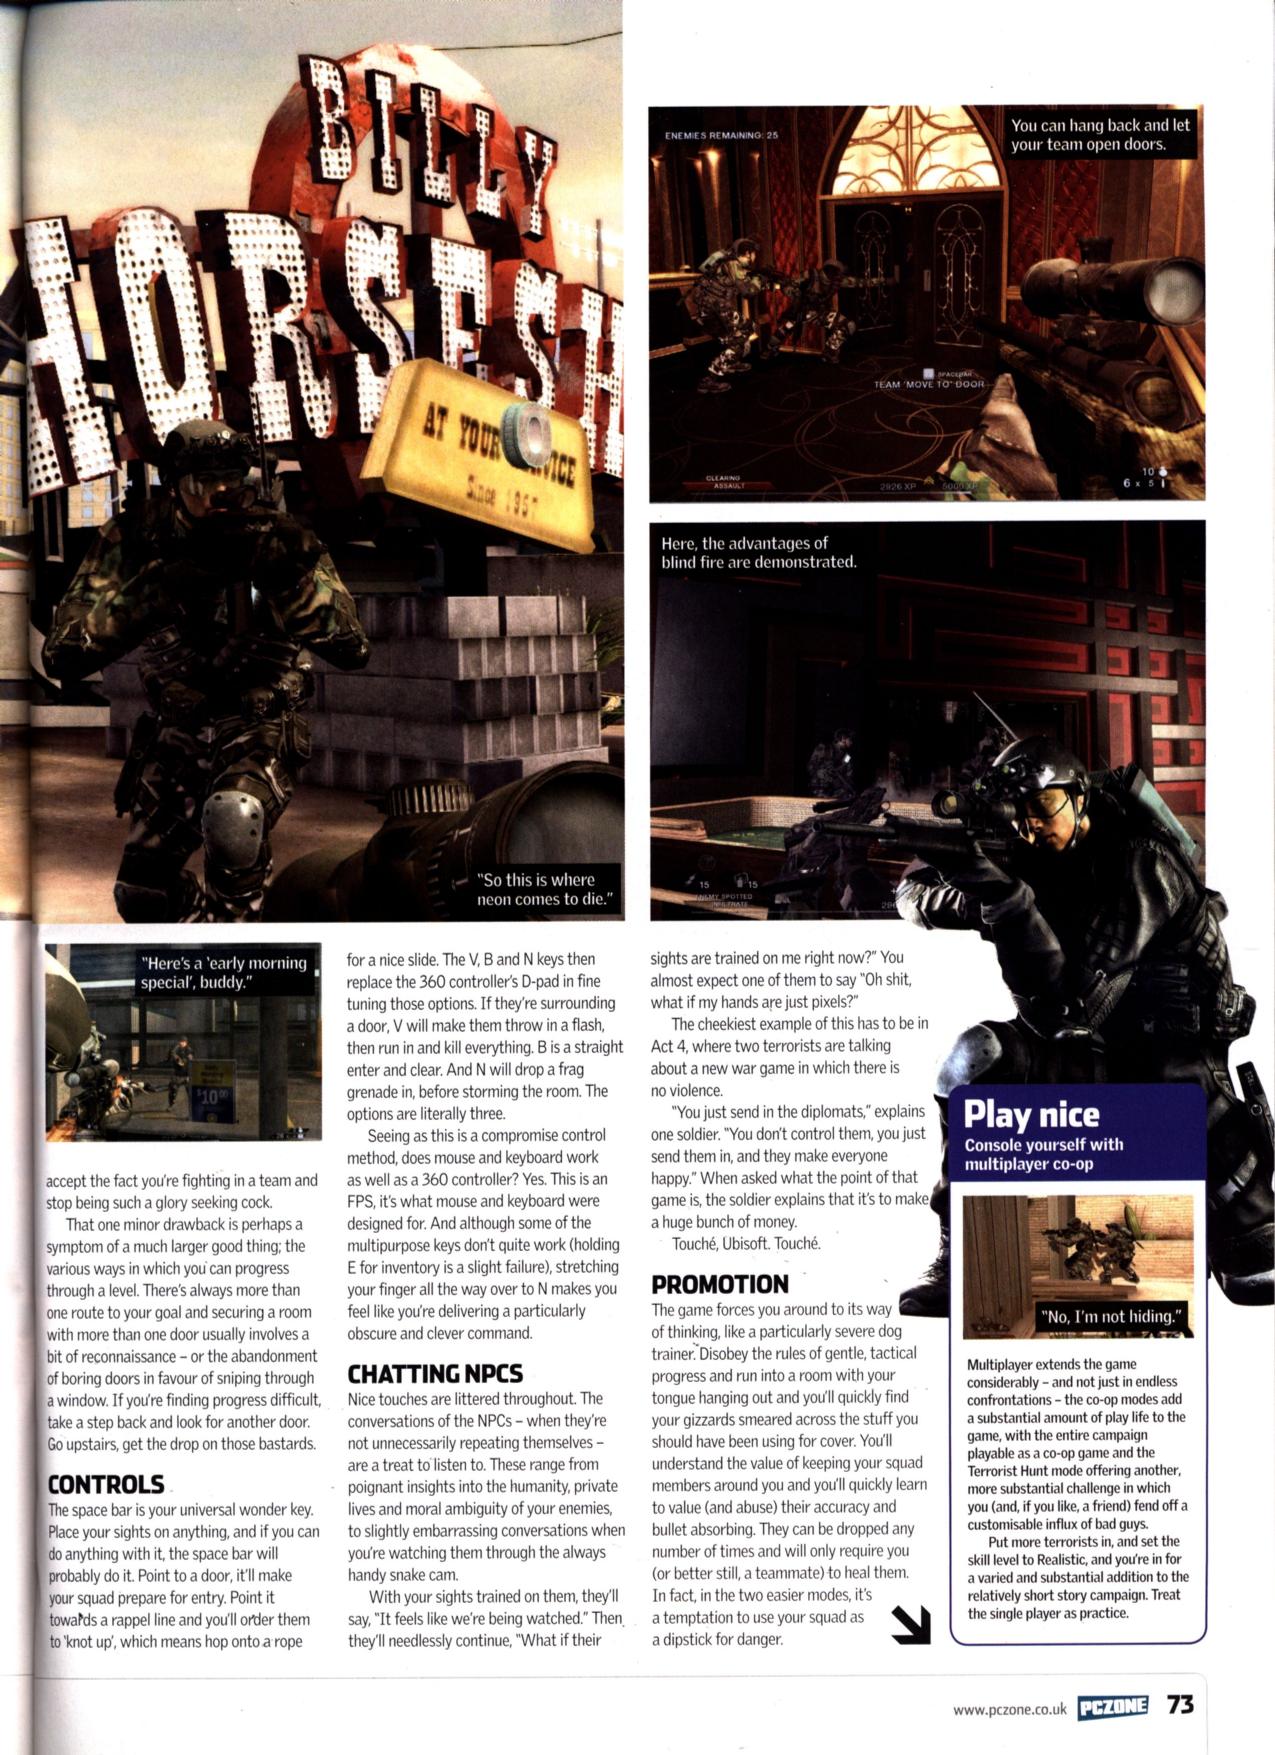 BILLY
HORSESH
AT YOUR SERVICE
Since 1957
"So this is where
neon comes to die."
ENEMIES REMAINING: 25
You can hang back and let
your team open doors.
SPACEBAR
TEAM 'MOVE TO' DOOR
CLEARING
ASSAULT
2926 XP
5000 XP
10
6 x 5
Here, the advantages of
blind fire are demonstrated.
15
15
ENEMY SPOTTED
INFILTRATE
"Here's a 'early morning
special', buddy."
$10
accept the fact you're fighting in a team and
stop being such a glory seeking cock.
That one minor drawback is perhaps a
symptom of a much larger good thing; the
various ways in which you can progress
through a level. There's always more than
one route to your goal and securing a room
with more than one door usually involves a
bit of reconnaissance – or the abandonment
of boring doors in favour of sniping through
a window. If you're finding progress difficult,
take a step back and look for another door.
Go upstairs, get the drop on those bastards.
CONTROLS
The space bar is your universal wonder key.
Place your sights on anything, and if you can
do anything with it, the space bar will
probably do it. Point to a door, it'll make
your squad prepare for entry. Point it
towards a rappel line and you'll order them
to 'knot up', which means hop onto a rope
for a nice slide. The V, B and N keys then
replace the 360 controller's D-pad in fine
tuning those options. If they're surrounding
a door, V will make them throw in a flash,
then run in and kill everything. B is a straight
enter and clear. And N will drop a frag
grenade in, before storming the room. The
options are literally three.
Seeing as this is a compromise control
method, does mouse and keyboard work
as well as a 360 controller? Yes. This is an
FPS, it's what mouse and keyboard were
designed for. And although some of the
multipurpose keys don't quite work (holding
E for inventory is a slight failure), stretching
your finger all the way over to N makes you
feel like you're delivering a particularly
obscure and clever command.
CHATTING NPCS
Nice touches are littered throughout. The
conversations of the NPCs – when they're
not unnecessarily repeating themselves –
are a treat to listen to. These range from
poignant insights into the humanity, private
lives and moral ambiguity of your enemies,
to slightly embarrassing conversations when
you're watching them through the always
handy snake cam.
With your sights trained on them, they'll
say, "It feels like we're being watched." Then
they'll needlessly continue, "What if their
sights are trained on me right now?" You
almost expect one of them to say "Oh shit,
what if my hands are just pixels?"
The cheekiest example of this has to be in
Act 4, where two terrorists are talking
about a new war game in which there is
no violence.
"You just send in the diplomats," explains
one soldier. "You don't control them, you just
send them in, and they make everyone
happy." When asked what the point of that
game is, the soldier explains that it's to make
a huge bunch of money.
Touché, Ubisoft. Touché.
PROMOTION
The game forces you around to its way
of thinking, like a particularly severe dog
trainer. Disobey the rules of gentle, tactical
progress and run into a room with your
tongue hanging out and you'll quickly find
your gizzards smeared across the stuff you
should have been using for cover. You'll
understand the value of keeping your squad
members around you and you'll quickly learn
to value (and abuse) their accuracy and
bullet absorbing. They can be dropped any
number of times and will only require you
(or better still, a teammate) to heal them.
In fact, in the two easier modes, it's
a temptation to use your squad as
a dipstick for danger.
Play nice
Console yourself with
multiplayer co-op
"No, I'm not hiding."
Multiplayer extends the game
considerably – and not just in endless
confrontations – the co-op modes add
a substantial amount of play life to the
game, with the entire campaign
playable as a co-op game and the
Terrorist Hunt mode offering another,
more substantial challenge in which
you (and, if you like, a friend) fend off a
customisable influx of bad guys.
Put more terrorists in, and set the
skill level to Realistic, and you're in for
a varied and substantial addition to the
relatively short story campaign. Treat
the single player as practice.
www.pczone.co.uk PCZONE 73